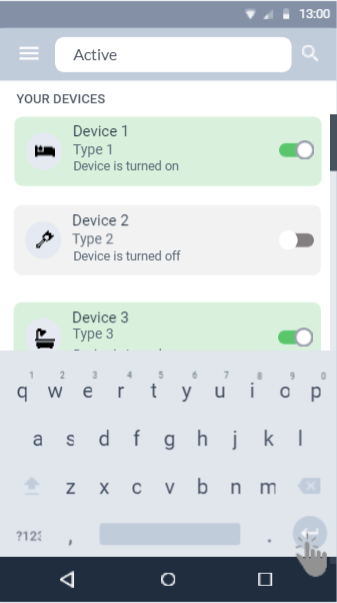 13:00
Active
YOUR DEVICES
Device 1
Type 1
Device is turned on
Device 2
Type 2
Device is turned off
Device 3
Type 3
1 2 3 4 5 6 7 8 9 0
q w e r t y u i o p
a s d f g h j k l
z x c v b n m
?123 , .